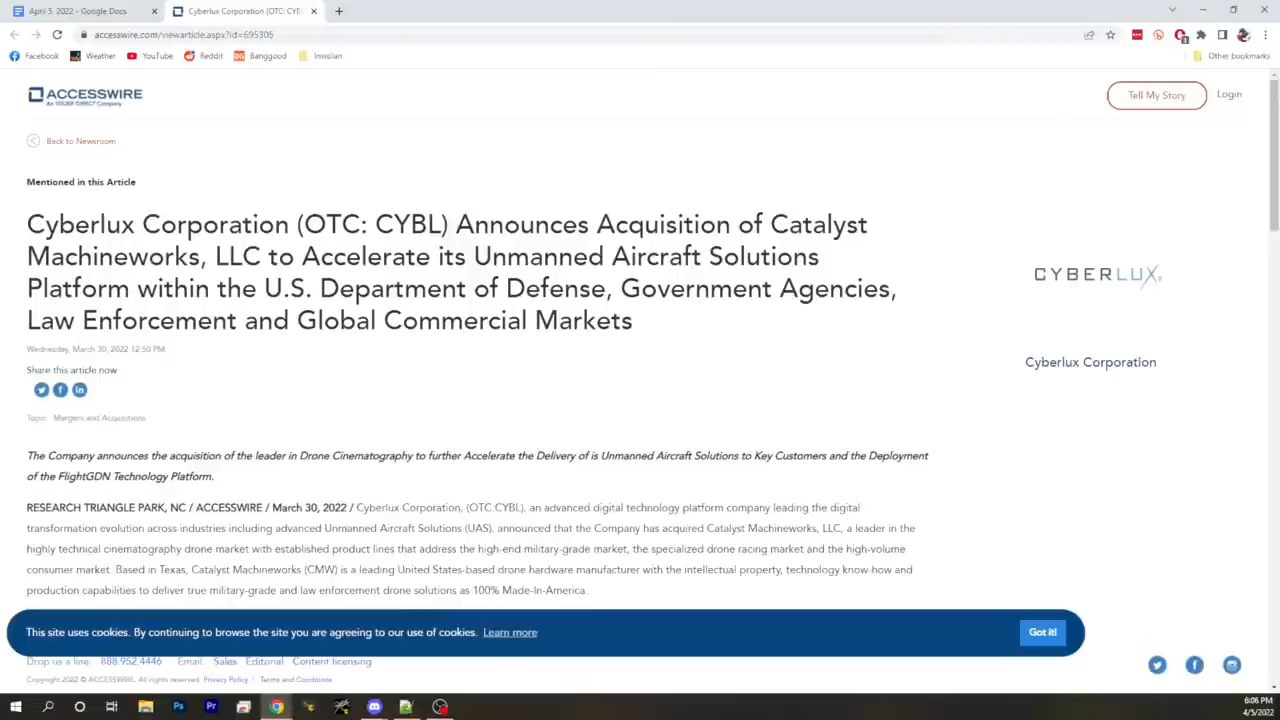 April 5, 2022 - Google Docs
Cyberlux Corporation (OTC: CYB
accesswire.com/viewarticle.aspx?id=695305
Facebook
Weather
YouTube
Reddit
Banggood
Invisilan
Other bookmarks
ACCESSWIRE
An ISSUER DIRECT Company
Tell My Story
Login
Back to Newsroom
Mentioned in this Article
Cyberlux Corporation (OTC: CYBL) Announces Acquisition of Catalyst
Machineworks, LLC to Accelerate its Unmanned Aircraft Solutions
Platform within the U.S. Department of Defense, Government Agencies,
Law Enforcement and Global Commercial Markets
CYBERLUX
Wednesday, March 30, 2022 12:50 PM
Cyberlux Corporation
Share this article now
Topic: Mergers and Acquisitions
The Company announces the acquisition of the leader in Drone Cinematography to further Accelerate the Delivery of is Unmanned Aircraft Solutions to Key Customers and the Deployment
of the FlightGDN Technology Platform.
RESEARCH TRIANGLE PARK, NC / ACCESSWIRE / March 30, 2022 / Cyberlux Corporation, (OTC:CYBL), an advanced digital technology platform company leading the digital
transformation evolution across industries including advanced Unmanned Aircraft Solutions (UAS), announced that the Company has acquired Catalyst Machineworks, LLC, a leader in the
highly technical cinematography drone market with established product lines that address the high-end military-grade market, the specialized drone racing market and the high-volume
consumer market. Based in Texas, Catalyst Machineworks (CMW) is a leading United States-based drone hardware manufacturer with the intellectual property, technology know-how and
production capabilities to deliver true military-grade and law enforcement drone solutions as 100% Made-In-America.
This site uses cookies. By continuing to browse the site you are agreeing to our use of cookies. Learn more
Got it!
Drop us a line: 888.952.4446 Email: Sales Editorial Content licensing
Copyright 2022 © ACCESSWIRE. All rights reserved. Privacy Policy | Terms and Conditions
6:06 PM
4/5/2022